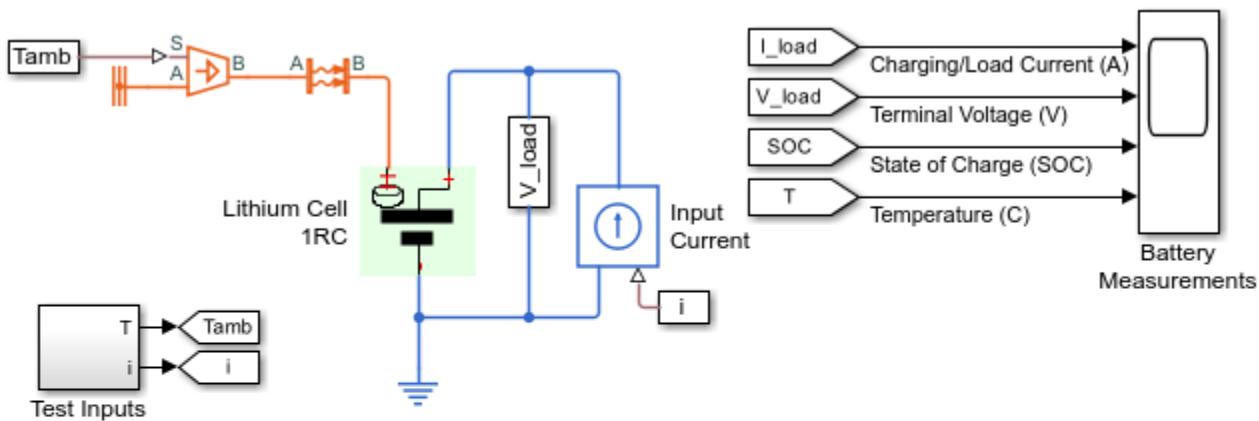 Tamb
S
A
B
A
B
V_load
Lithium Cell
1RC
Input
Current
i
I_load
Charging/Load Current (A)
V_load
Terminal Voltage (V)
SOC
State of Charge (SOC)
T
Temperature (C)
Battery
Measurements
T
Tamb
i
i
Test Inputs